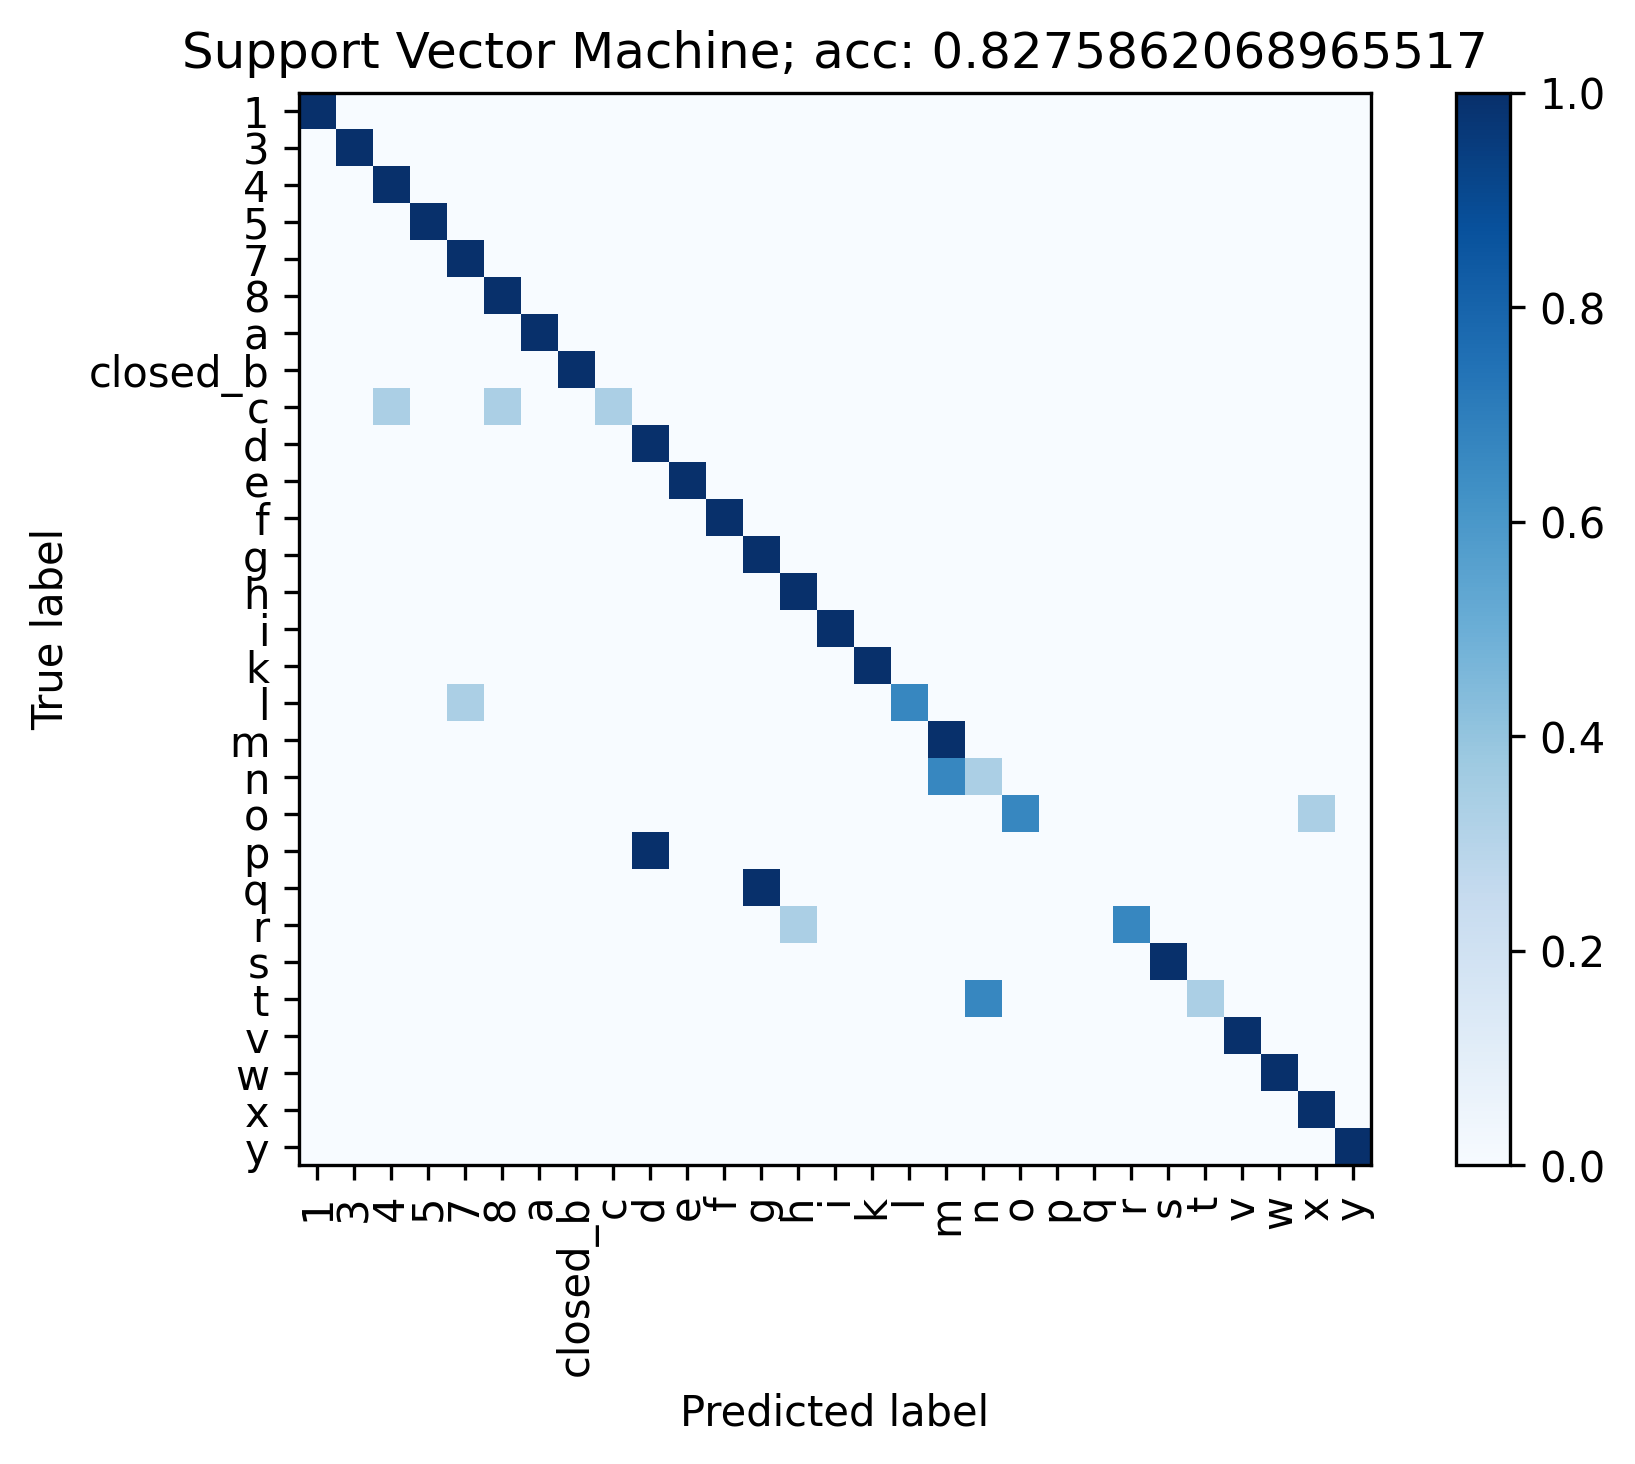 Support Vector Machine; acc: 0.8275862068965517
1
3
4
5
7
8
a
closed_b
c
d
e
f
g
h
i
k
l
m
n
o
p
q
r
s
t
v
w
x
y
True label
1
3
4
5
7
8
a
closed_b
c
d
e
f
g
h
i
k
l
m
n
o
p
q
r
s
t
v
w
x
y
Predicted label
1.0
0.8
0.6
0.4
0.2
0.0